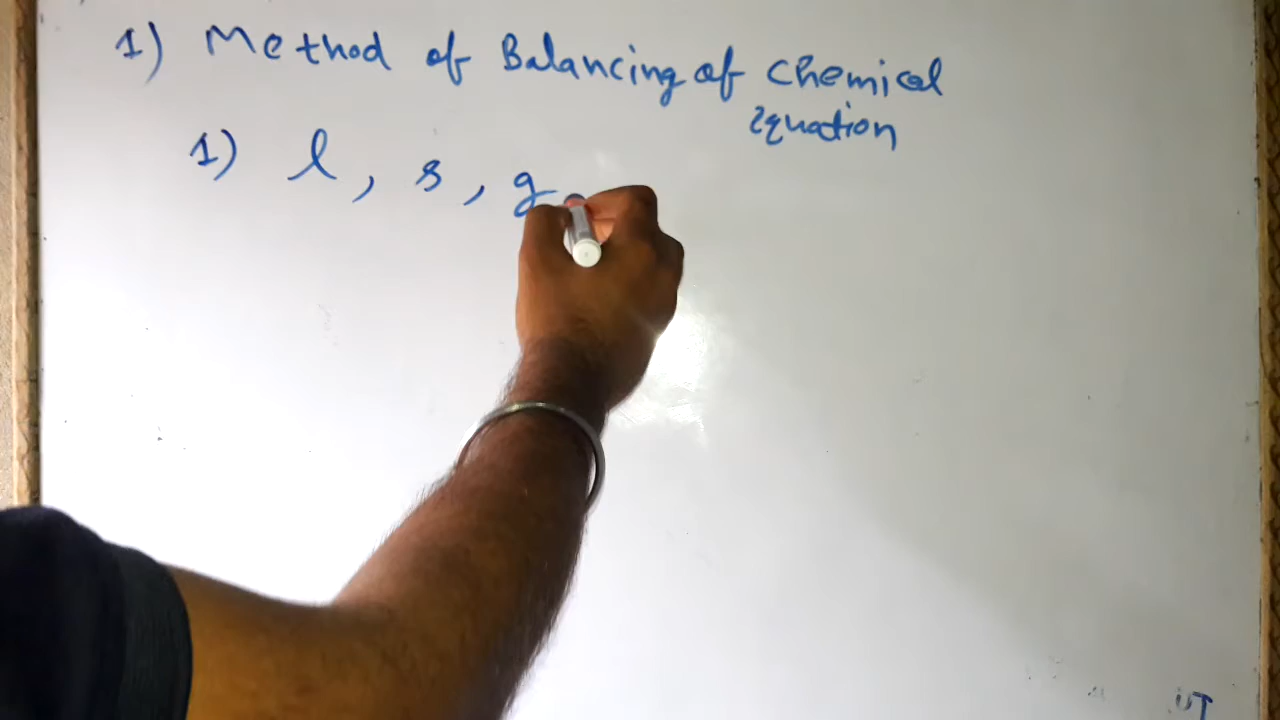 1) Method of Balancing of Chemical
Equation
1) l, s, g